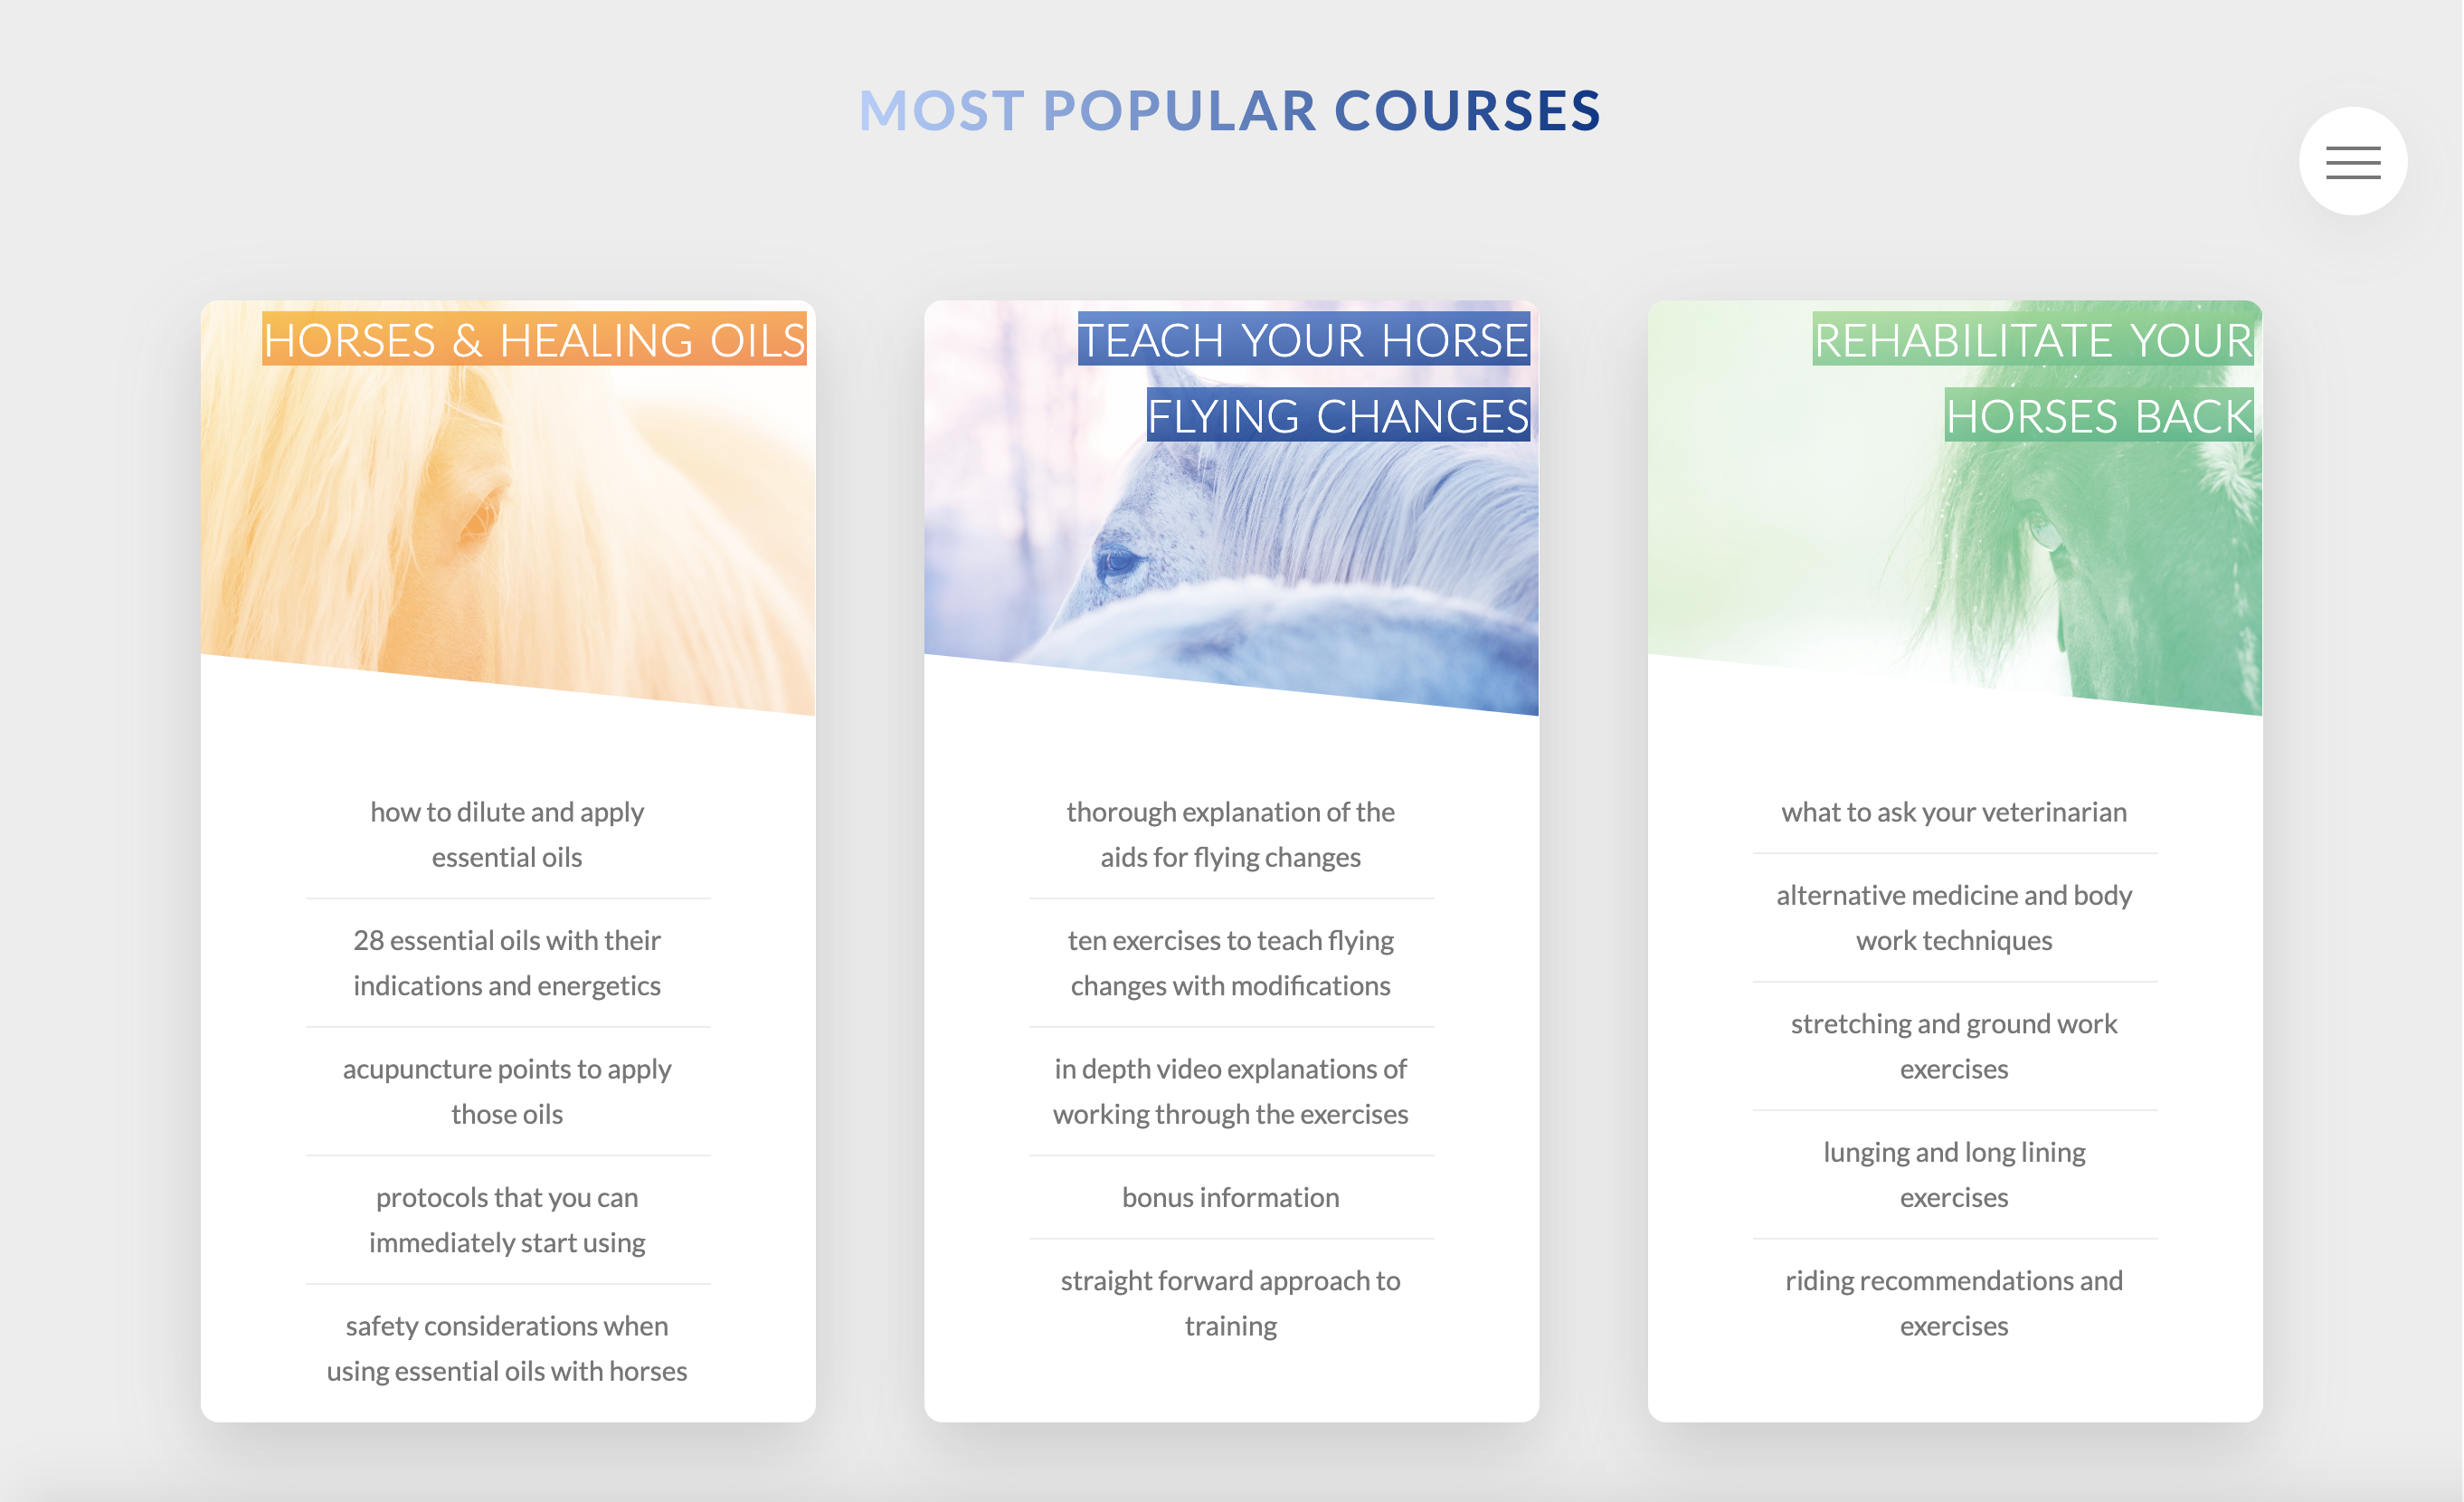 MOST POPULAR COURSES
HORSES & HEALING OILS
how to dilute and apply
essential oils
28 essential oils with their
indications and energetics
acupuncture points to apply
those oils
protocols that you can
immediately start using
safety considerations when
using essential oils with horses
TEACH YOUR HORSE
FLYING CHANGES
thorough explanation of the
aids for flying changes
ten exercises to teach flying
changes with modifications
in depth video explanations of
working through the exercises
bonus information
straight forward approach to
training
REHABILITATE YOUR
HORSES BACK
what to ask your veterinarian
alternative medicine and body
work techniques
stretching and ground work
exercises
lunging and long lining
exercises
riding recommendations and
exercises